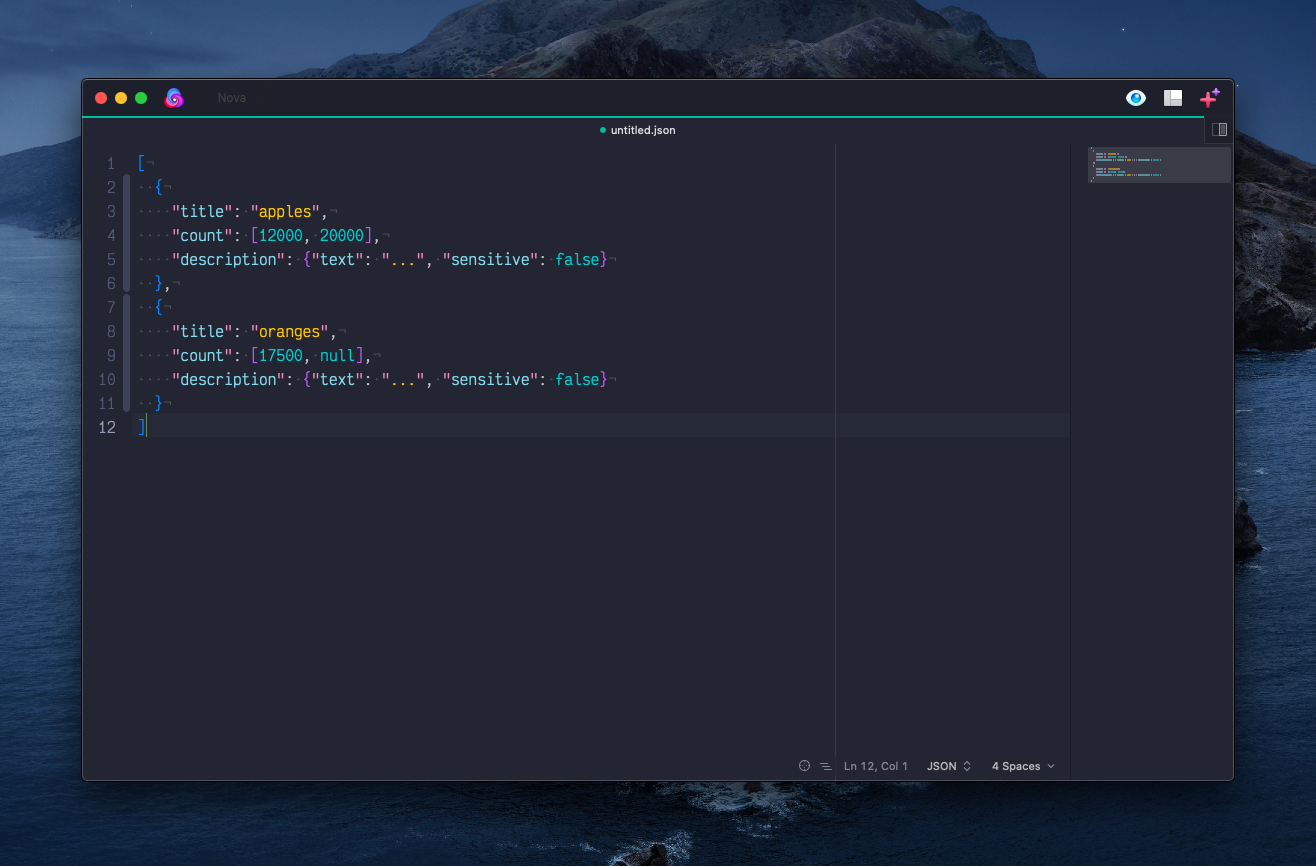 Nova
untitled.json
1 [
2   {
3     "title": "apples",
4     "count": [12000, 20000],
5     "description": {"text": "...", "sensitive": false}
6   },
7   {
8     "title": "oranges",
9     "count": [17500, null],
10     "description": {"text": "...", "sensitive": false}
11   }
12 ]
Ln 12, Col 1 JSON 4 Spaces